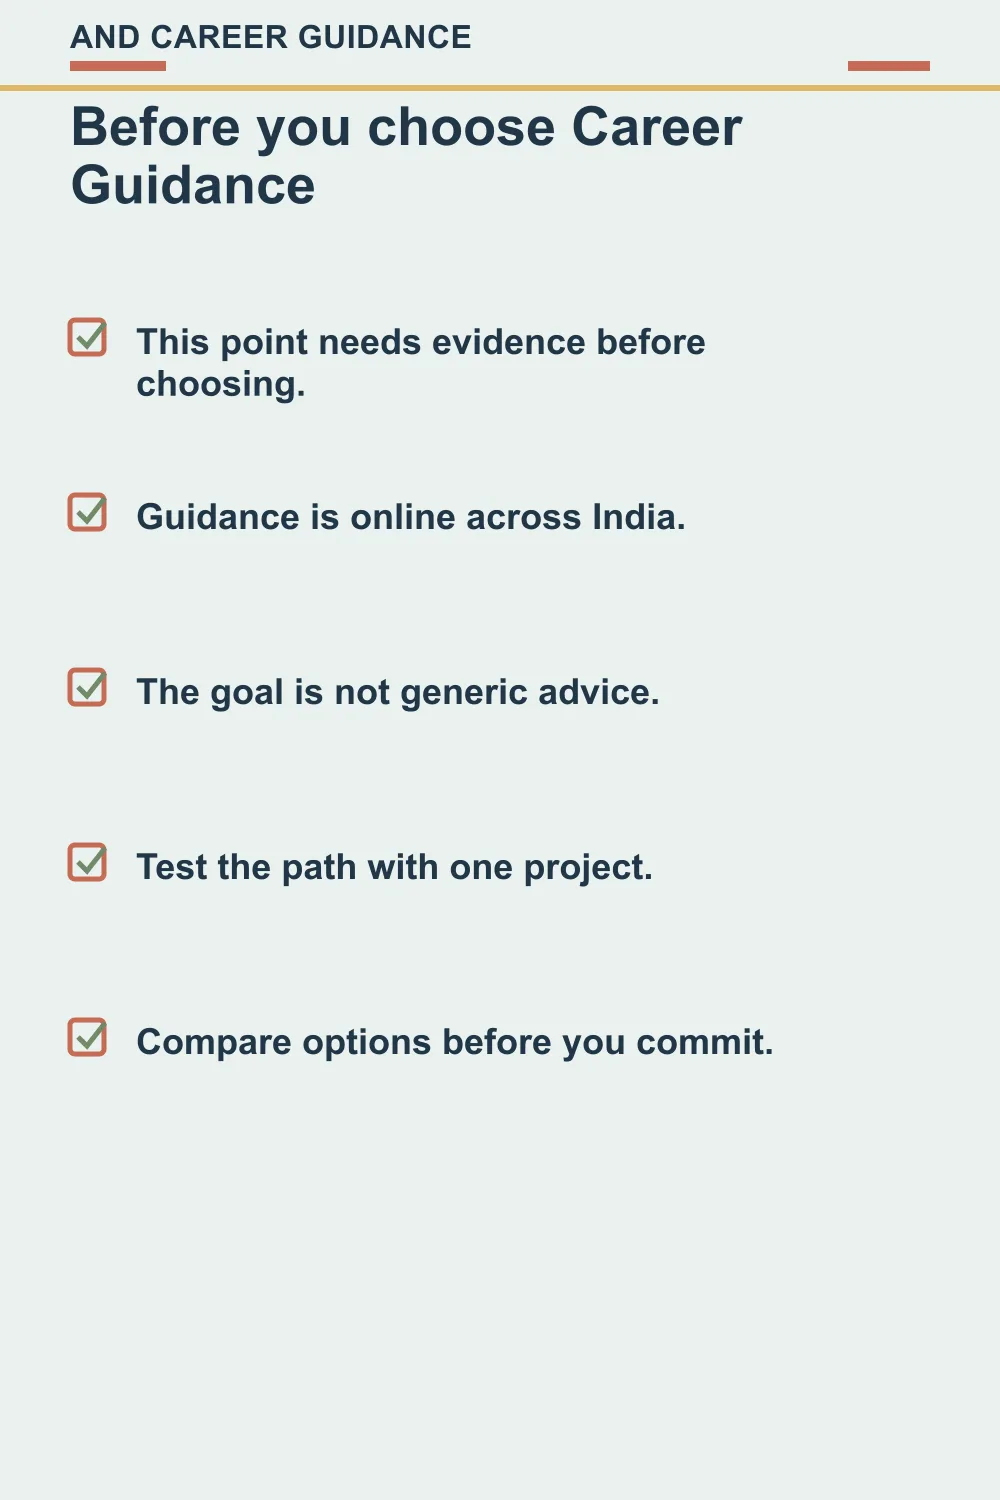 AND CAREER GUIDANCE
Before you choose Career
Guidance
This point needs evidence before
choosing.
Guidance is online across India.
The goal is not generic advice.
Test the path with one project.
Compare options before you commit.